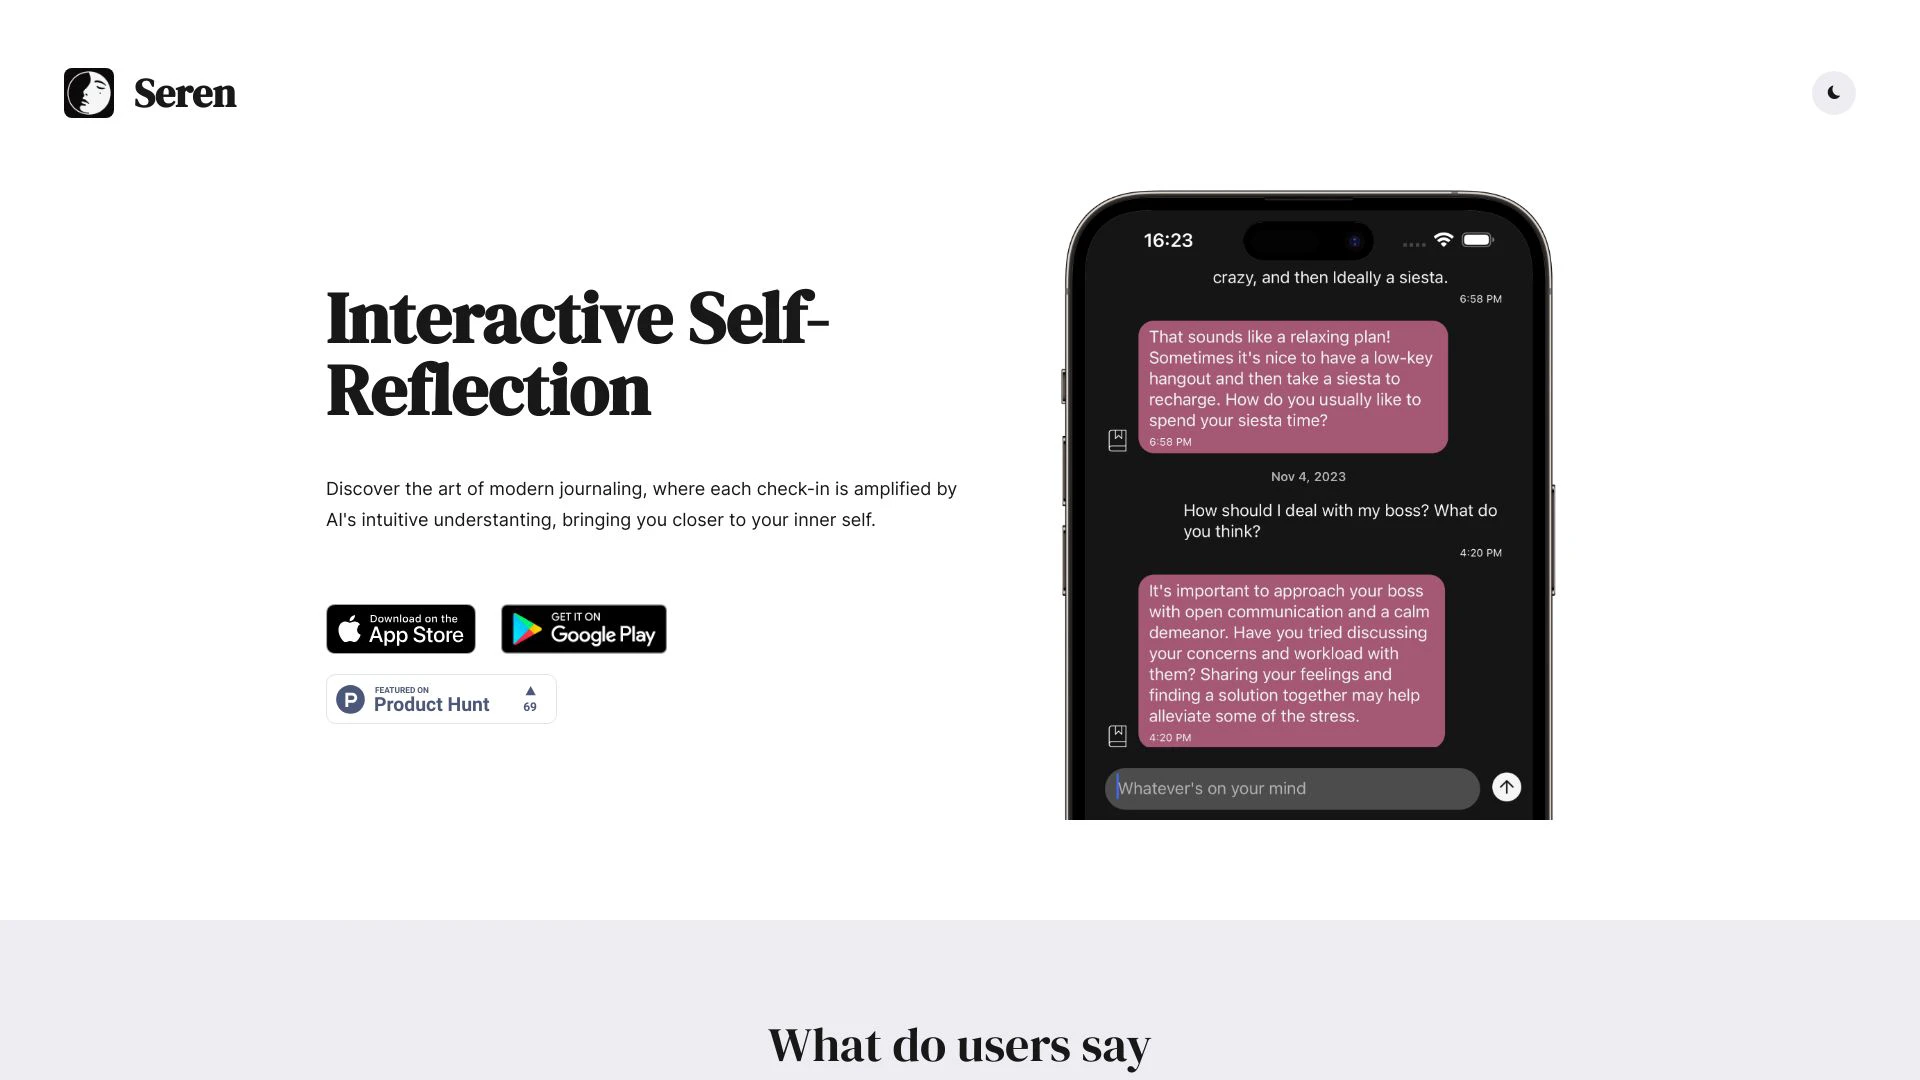 Seren
Interactive Self-
Reflection
Discover the art of modern journaling, where each check-in is amplified by
AI's intuitive understanding, bringing you closer to your inner self.
Download on the
App Store
GET IT ON
Google Play
P
FEATURED ON
Product Hunt
69
16:23
crazy, and then Ideally a siesta.
6:58 PM
That sounds like a relaxing plan!
Sometimes it's nice to have a low-key
hangout and then take a siesta to
recharge. How do you usually like to
spend your siesta time?
6:58 PM
Nov 4, 2023
How should I deal with my boss? What do
you think?
4:20 PM
It's important to approach your boss
with open communication and a calm
demeanor. Have you tried discussing
your concerns and workload with
them? Sharing your feelings and
finding a solution together may help
alleviate some of the stress.
4:20 PM
Whatever's on your mind
What do users say